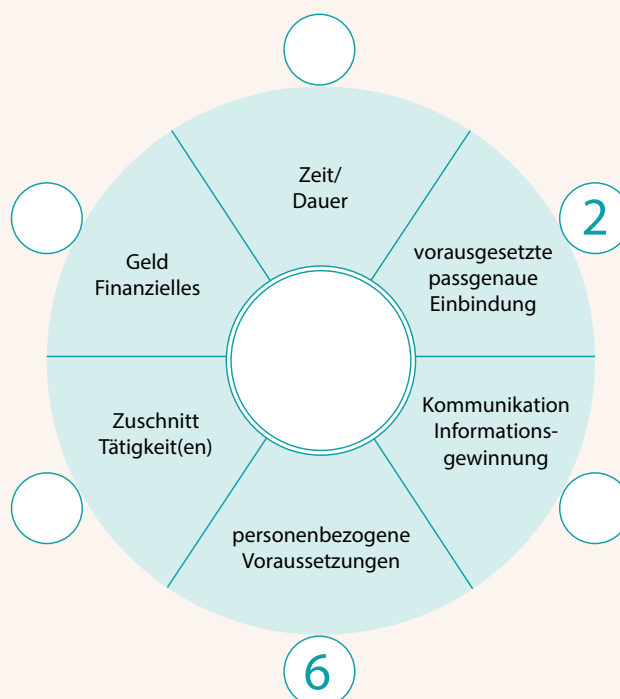 Zeit/
Dauer
2
vorausgesetzte
passgenaue
Einbindung
Geld
Finanzielles
Kommunikation
Informations-
gewinnung
Zuschnitt
Tätigkeit(en)
personenbezogene
Voraussetzungen
6